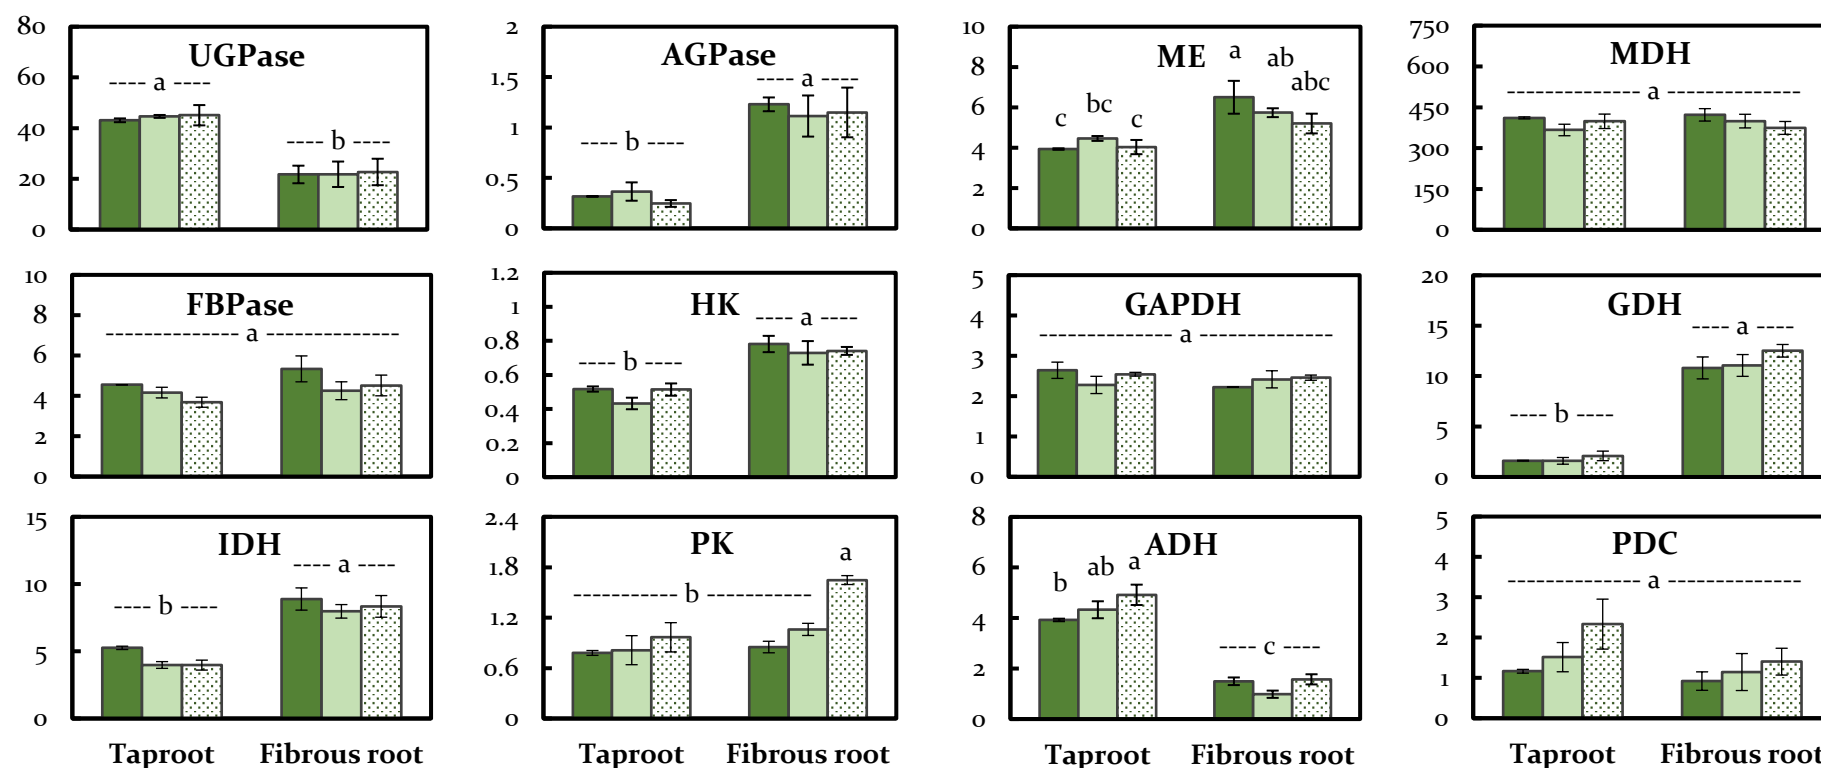 UGPase
80
60
40
20
0
a
b
AGPase
2
1.5
1
0.5
0
b
a
ME
10
8
6
4
2
0
c
bc
c
a
ab
abc
MDH
750
600
450
300
150
0
a
FBPase
10
8
6
4
2
0
a
HK
1.2
1
0.8
0.6
0.4
0.2
0
b
a
GAPDH
5
4
3
2
1
0
a
GDH
20
15
10
5
0
b
a
IDH
15
10
5
0
b
a
Taproot Fibrous root
PK
2.4
1.8
1.2
0.6
0
b
a
Taproot Fibrous root
ADH
8
6
4
2
0
b
ab
a
c
Taproot Fibrous root
PDC
5
4
3
2
1
0
a
Taproot Fibrous root